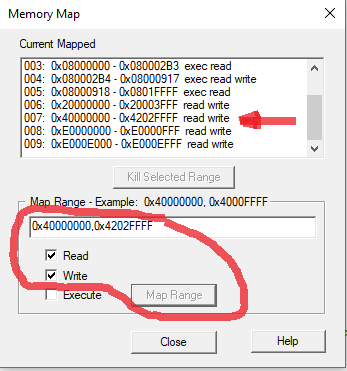 Memory Map
Current Mapped
003: 0x08000000 - 0x080002B3 exec read
004: 0x080002B4 - 0x08000917 exec read write
005: 0x08000918 - 0x0801FFFF exec read
006: 0x20000000 - 0x20003FFF read write
007: 0x40000000 - 0x4202FFFF read write
008: 0xE0000000 - 0xE0000FFF read write
009: 0xE000E000 - 0xE000EFFF read write
Kill Selected Range
Map Range - Example: 0x40000000, 0x4000FFFF
0x40000000,0x4202FFFF
Read
Write
Execute
Map Range
Close
Help